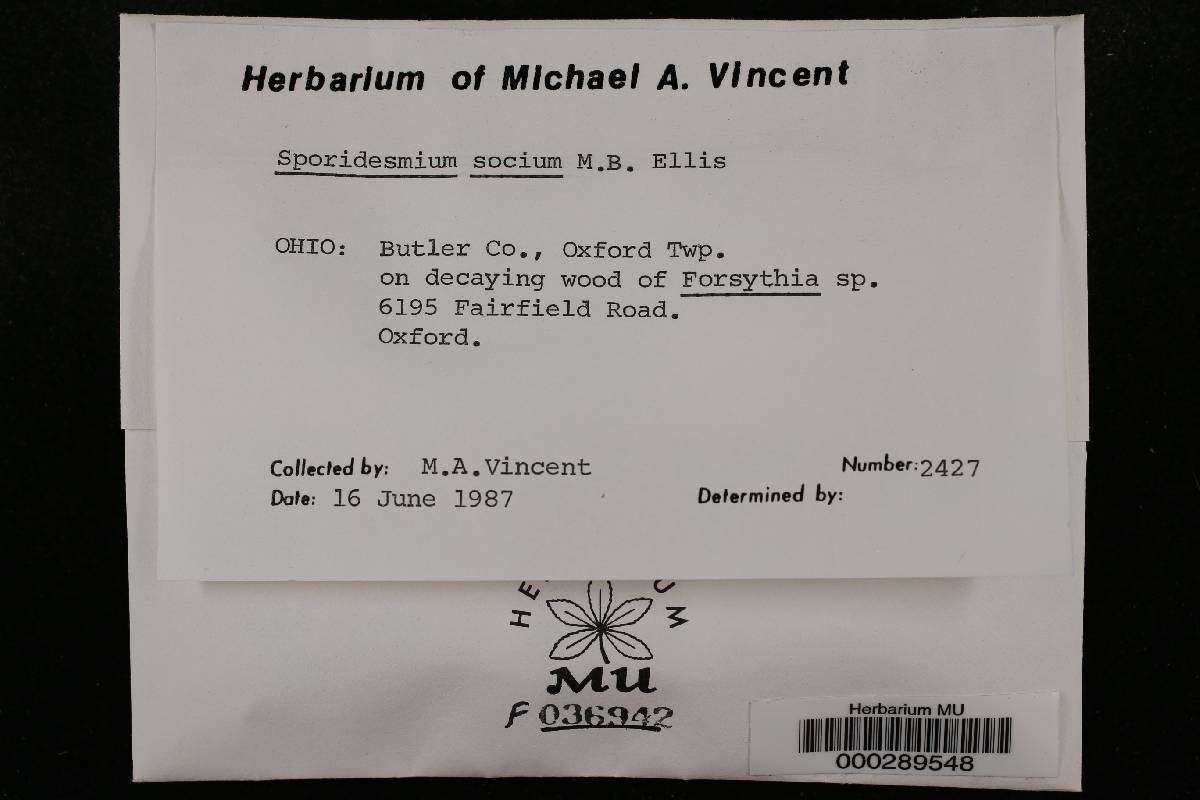 Herbarium of Michael A. Vincent
Sporidesmium socium M.B. Ellis
OHIO: Butler Co., Oxford Twp.
on decaying wood of Forsythia sp.
6195 Fairfield Road.
Oxford.
Collected by: M.A.Vincent
Number: 2427
Date: 16 June 1987
Determined by:
MU
F 036942
Herbarium MU
000289548